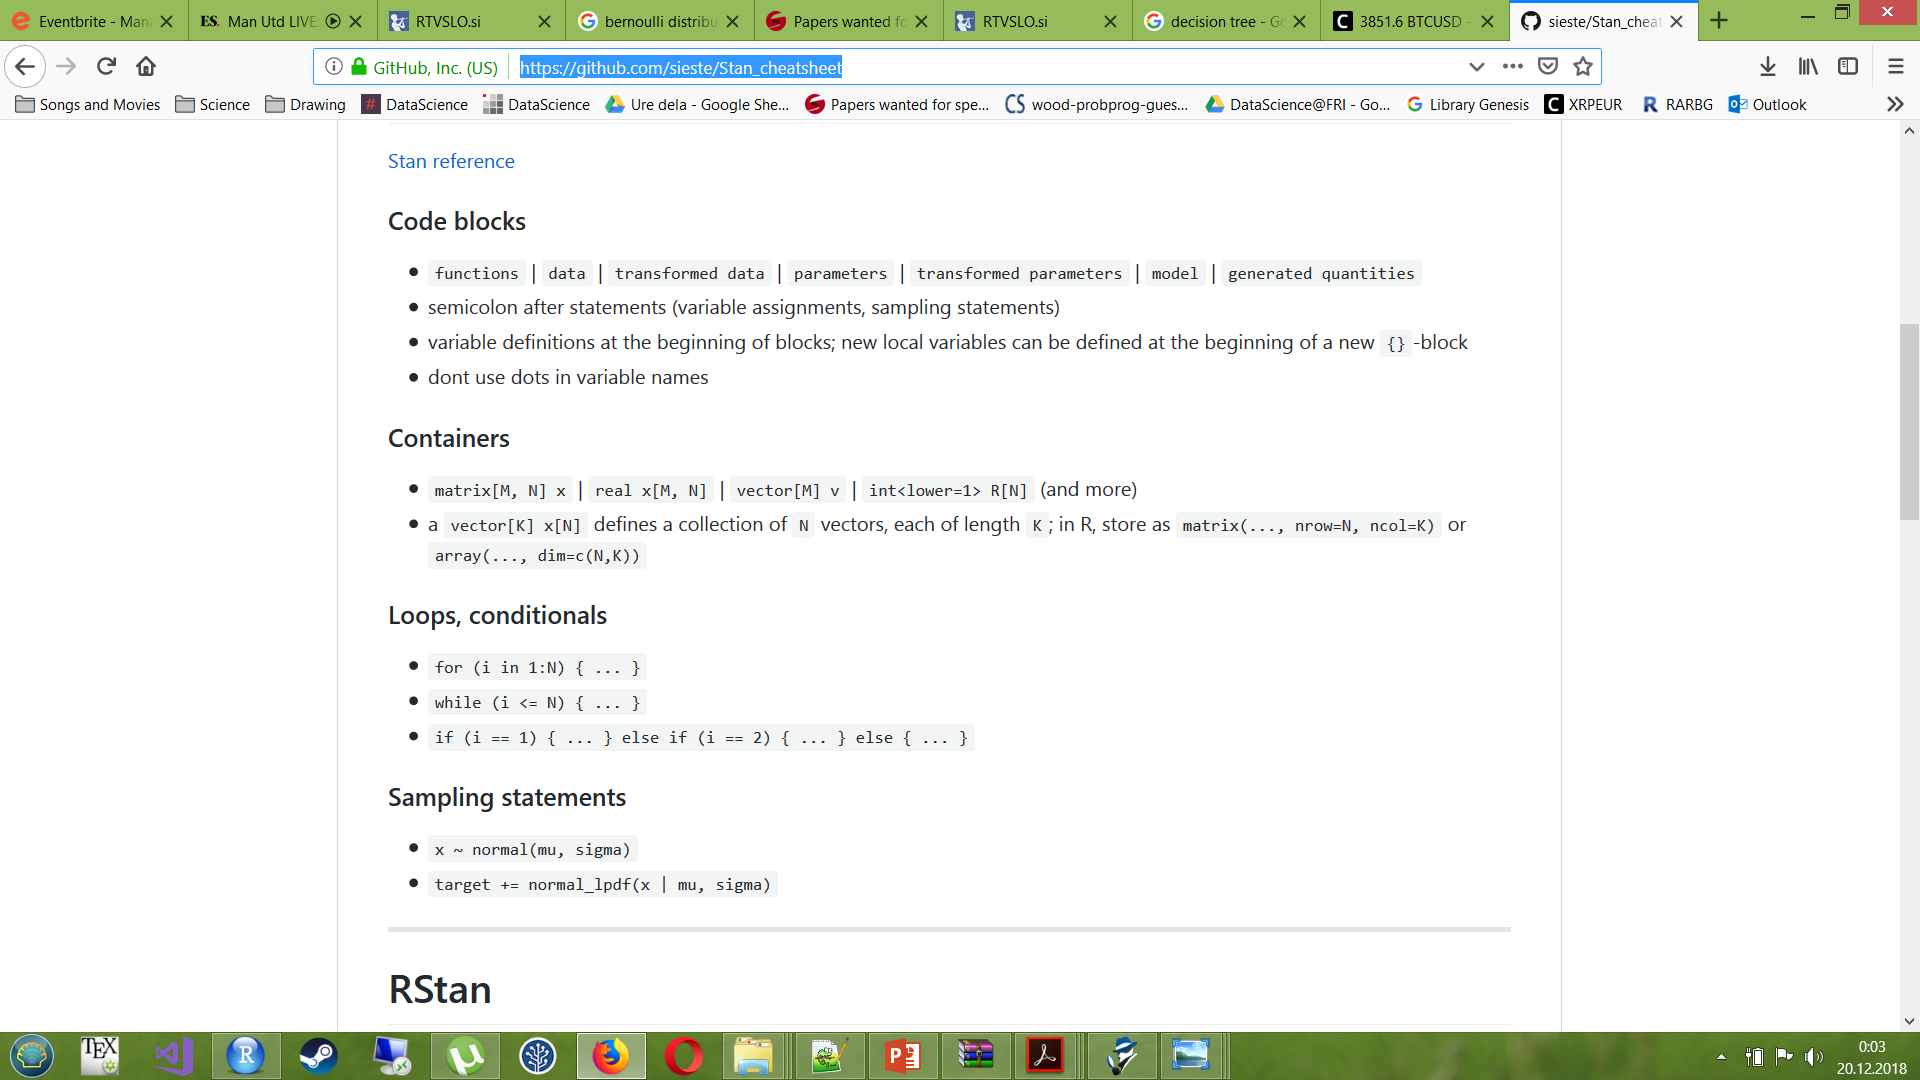 Eventbrite - Mana
ES. Man Utd LIVE:
RTVSLO.si
bernoulli distribu
Papers wanted fo
RTVSLO.si
decision tree - Go
C 3851.6 BTCUSD -
sieste/Stan_cheat
GitHub, Inc. (US) https://github.com/sieste/Stan_cheatsheet
Songs and Movies Science Drawing # DataScience DataScience Ure dela - Google She... Papers wanted for spe... CS wood-probprog-gues... DataScience@FRI - Go... G Library Genesis C XRPEUR R RARBG Outlook
Stan reference
Code blocks
• functions | data | transformed data | parameters | transformed parameters | model | generated quantities
• semicolon after statements (variable assignments, sampling statements)
• variable definitions at the beginning of blocks; new local variables can be defined at the beginning of a new {} -block
• dont use dots in variable names
Containers
• matrix[M, N] x | real x[M, N] | vector[M] v | int<lower=1> R[N] (and more)
• a vector[K] x[N] defines a collection of N vectors, each of length K ; in R, store as matrix(..., nrow=N, ncol=K) or
array(..., dim=c(N,K))
Loops, conditionals
• for (i in 1:N) { ... }
• while (i <= N) { ... }
• if (i == 1) { ... } else if (i == 2) { ... } else { ... }
Sampling statements
• x ~ normal(mu, sigma)
• target += normal_lpdf(x | mu, sigma)
RStan
TEX
R
0:03
20.12.2018